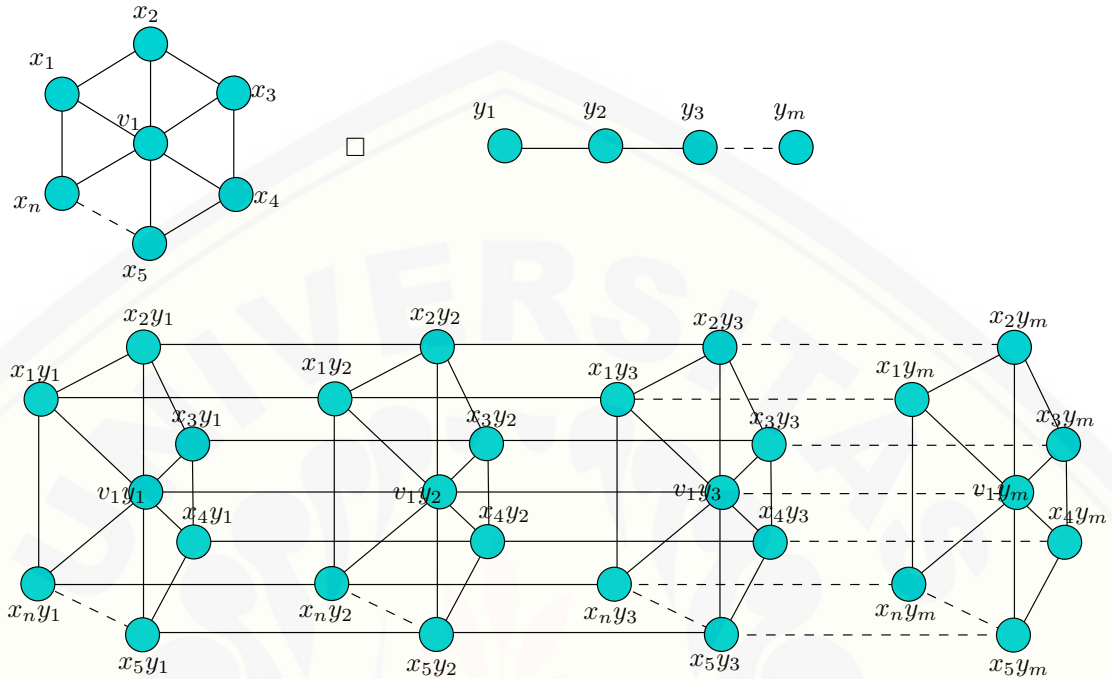 x₂
x₁
x₃
v₁
xₙ
x₄
x₅
□
y₁ y₂ y₃ yₘ
x₂y₁ x₂y₂ x₂y₃ x₂yₘ
x₁y₁ x₁y₂ x₁y₃ x₁yₘ
x₃y₁ x₃y₂ x₃y₃ x₃yₘ
v₁y₁ v₁y₂ v₁y₃ v₁yₘ
x₄y₁ x₄y₂ x₄y₃ x₄yₘ
xₙy₁ xₙy₂ xₙy₃ xₙyₘ
x₅y₁ x₅y₂ x₅y₃ x₅yₘ
UNIVERSITAS